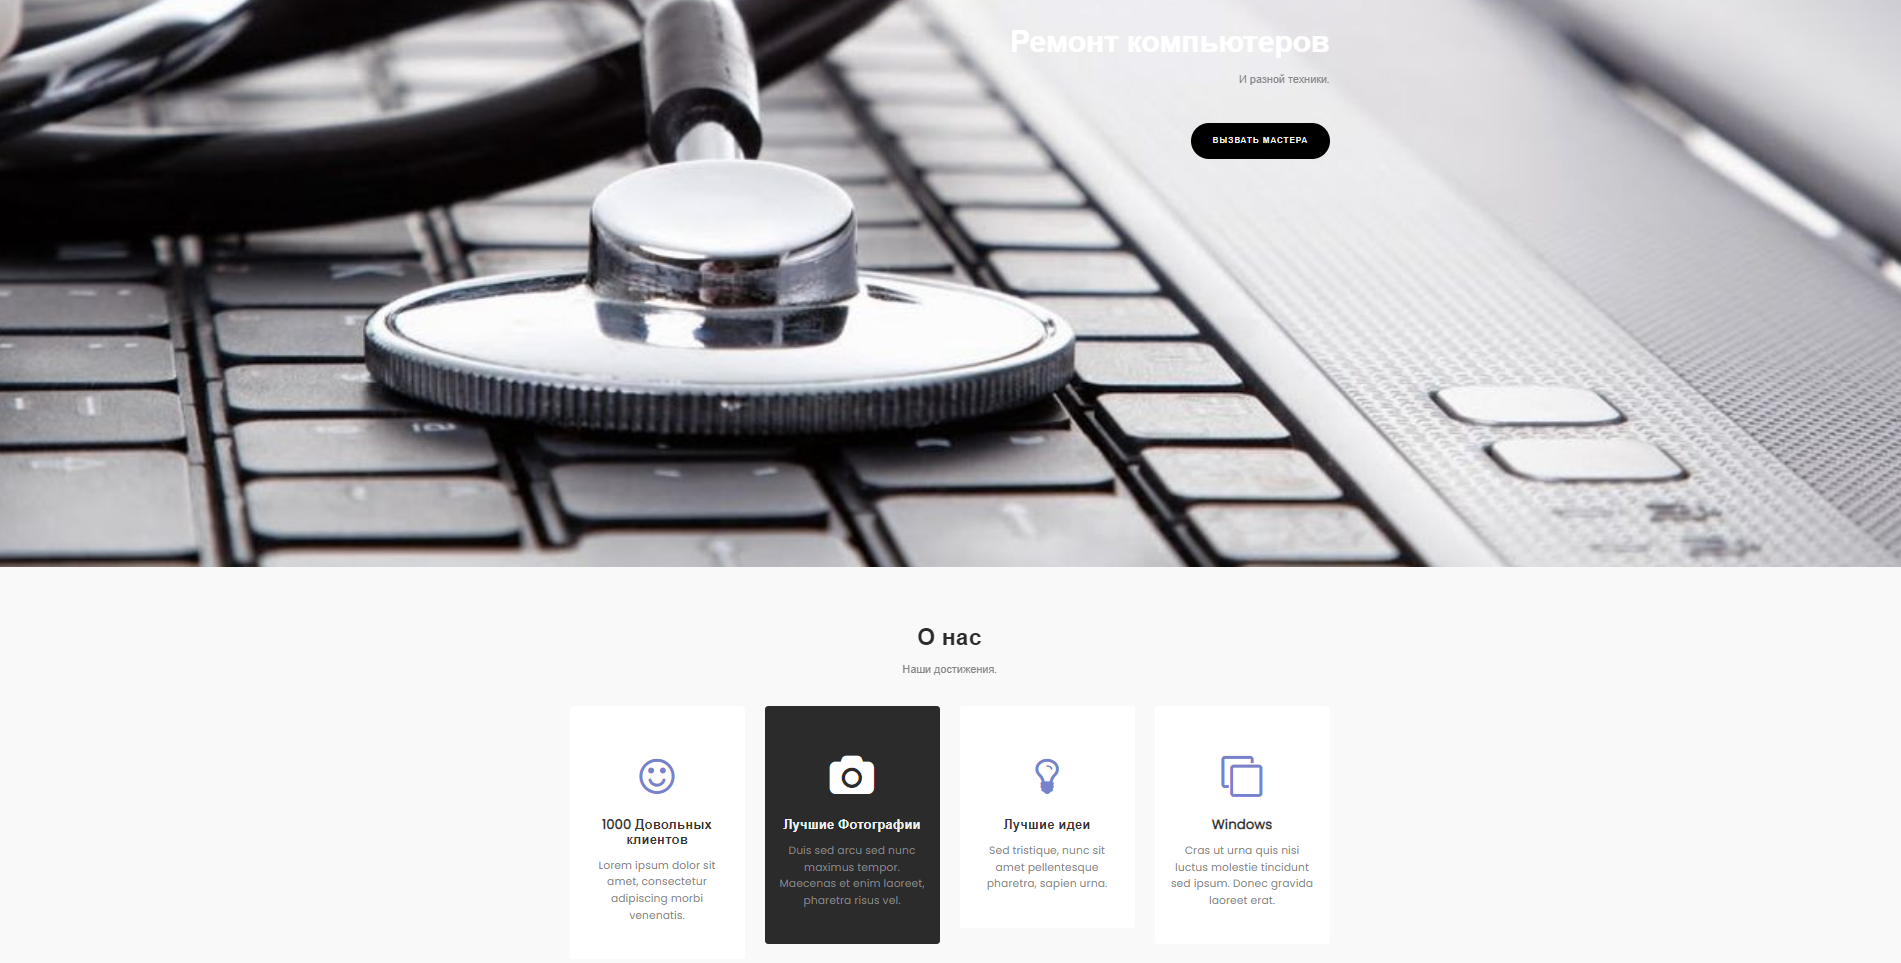 Ремонт компьютеров
И разной техники.
ВЫЗВАТЬ МАСТЕРА
О нас
Наши достижения.
1000 Довольных
клиентов
Lorem ipsum dolor sit
amet, consectetur
adipiscing morbi
venenatis.
Лучшие Фотографии
Duis sed arcu sed nunc
maximus tempor.
Maecenas et enim laoreet,
pharetra risus vel.
Лучшие идеи
Sed tristique, nunc sit
amet pellentesque
pharetra, sapien urna.
Windows
Cras ut urna quis nisi
luctus molestie tincidunt
sed ipsum. Donec gravida
laoreet erat.